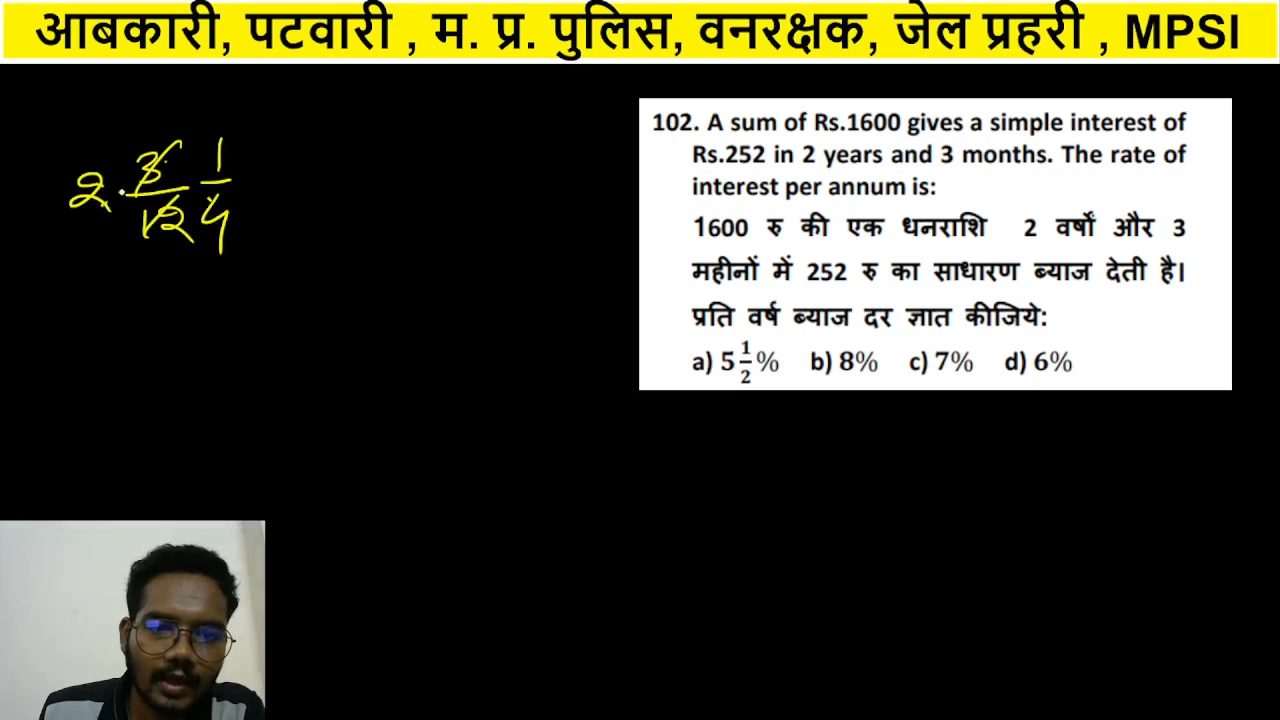 आबकारी, पटवारी , म. प्र. पुलिस, वनरक्षक, जेल प्रहरी , MPSI
2 3/12 1/4
102. A sum of Rs.1600 gives a simple interest of
Rs.252 in 2 years and 3 months. The rate of
interest per annum is:
1600 रु की एक धनराशि 2 वर्षों और 3
महीनों में 252 रु का साधारण ब्याज देती है।
प्रति वर्ष ब्याज दर ज्ञात कीजिये:
a) 5 1/2 % b) 8% c) 7% d) 6%